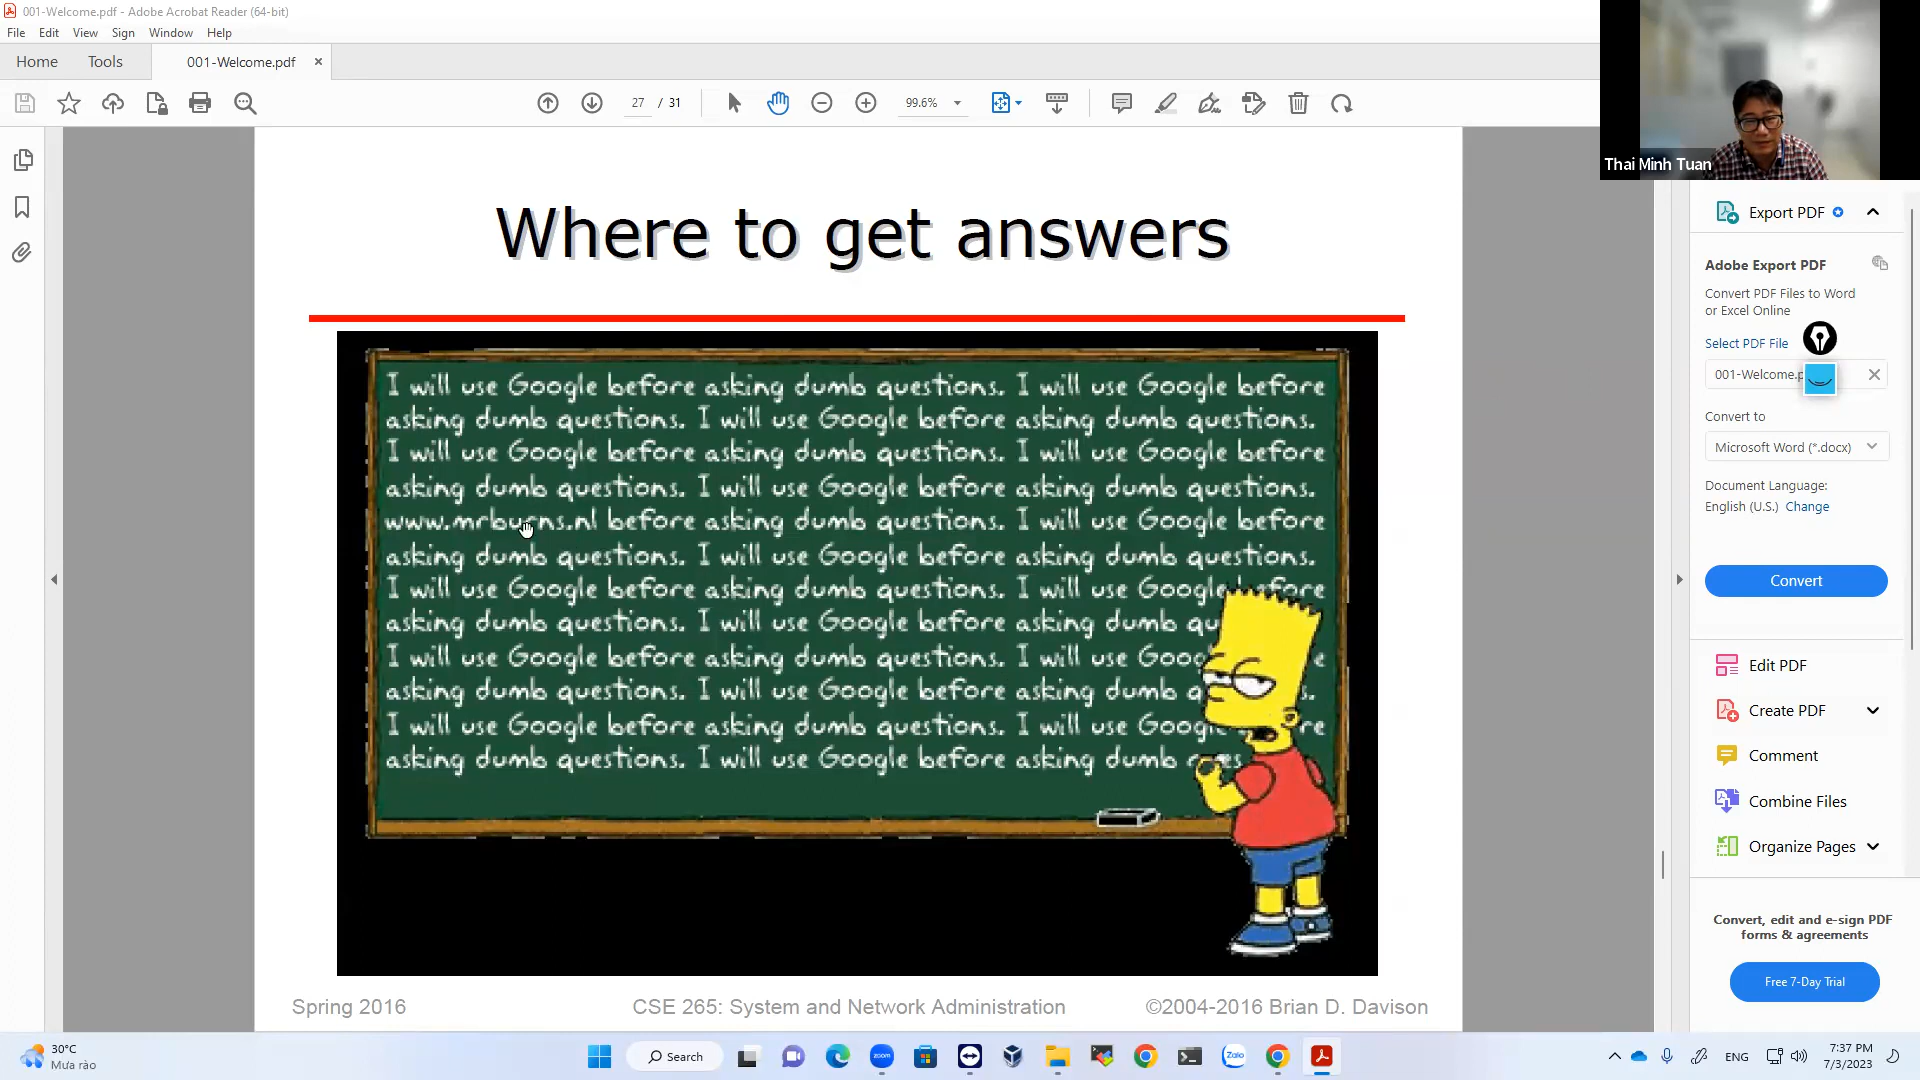 001-Welcome.pdf - Adobe Acrobat Reader (64-bit)
File Edit View Sign Window Help
Home Tools 001-Welcome.pdf
27 / 31 99.6%
Thai Minh Tuan
Where to get answers
I will use Google before asking dumb questions. I will use Google before
asking dumb questions. I will use Google before asking dumb questions.
I will use Google before asking dumb questions. I will use Google before
asking dumb questions. I will use Google before asking dumb questions.
www.mrburns.nl before asking dumb questions. I will use Google before
asking dumb questions. I will use Google before asking dumb questions.
I will use Google before asking dumb questions. I will use Google before
asking dumb questions. I will use Google before asking dumb
I will use Google before asking dumb questions. I will use
asking dumb questions. I will use Google before asking dumb
I will use Google before asking dumb questions. I will use
asking dumb questions. I will use Google before asking dumb
Spring 2016 CSE 265: System and Network Administration ©2004-2016 Brian D. Davison
Export PDF
Adobe Export PDF
Convert PDF Files to Word
or Excel Online
Select PDF File
001-Welcome.p
Convert to
Microsoft Word (*.docx)
Document Language:
English (U.S.) Change
Convert
Edit PDF
Create PDF
Comment
Combine Files
Organize Pages
Convert, edit and e-sign PDF
forms & agreements
Free 7-Day Trial
30°C
Mưa rào
Search
zoom
Zalo
ENG
7:37 PM
7/3/2023